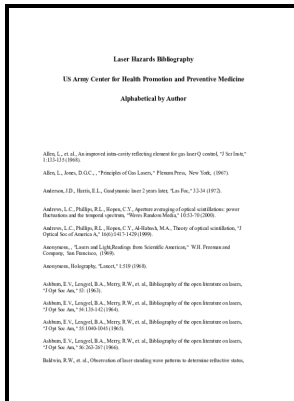 Laser Hazards Bibliography
US Army Center for Health Promotion and Preventive Medicine
Alphabetical by Author
Allen, L., et. al., An improved intra-cavity reflecting element for gas laser Q control, "J Sci Instr,"
1:133-135 (1968).
Allen, L., Jones, D.G.C., , "Principles of Gas Lasers, " Plenum Press, New York, (1967).
Anderson, J.D., Harris, E.L., Gasdynamic laser 2 years later, "Las Foc," 32-34 (1972).
Andrews, L.C., Phillips, R.L., Hopen, C.Y., Aperture averaging of optical scintillations: power
fluctuations and the temporal spectrum, "Waves Random Media," 10:53-70 (2000).
Andrews, L.C., Phillips, R.L., Hopen, C.Y., Al-Habash, M.A., Theory of optical scintillation, "J
Optical Soc of America A," 16(6):1417-1429 (1999).
Anonymous, , "Lasers and Light,Readings from Scientific American," W.H. Freeman and
Company, San Francisco, (1969).
Anonymous, Holography, "Lancet," 1:519 (1968).
Ashburn, E.V., Lengyel, B.A., Merry, R.W., et. al., Bibliography of the open literature on lasers,
"J Opt Soc Am," 53: (1963).
Ashburn, E.V., Lengyel, B.A., Merry, R.W., et. al., Bibliography of the open literature on lasers,
"J Opt Soc Am," 54:135-142 (1964).
Ashburn, E.V., Lengyel, B.A., Merry, R.W., et. al., Bibliography of the open literature on lasers,
"J Opt Soc Am," 55:1040-1045 (1965).
Ashburn, E.V., Lengyel, B.A., Merry, R.W., et. al., Bibliography of the open literature on lasers,
"J Opt Soc Am," 56:263-267 (1966).
Baldwin, R.W., et. al., Observation of laser standing wave patterns to determine refractive status,